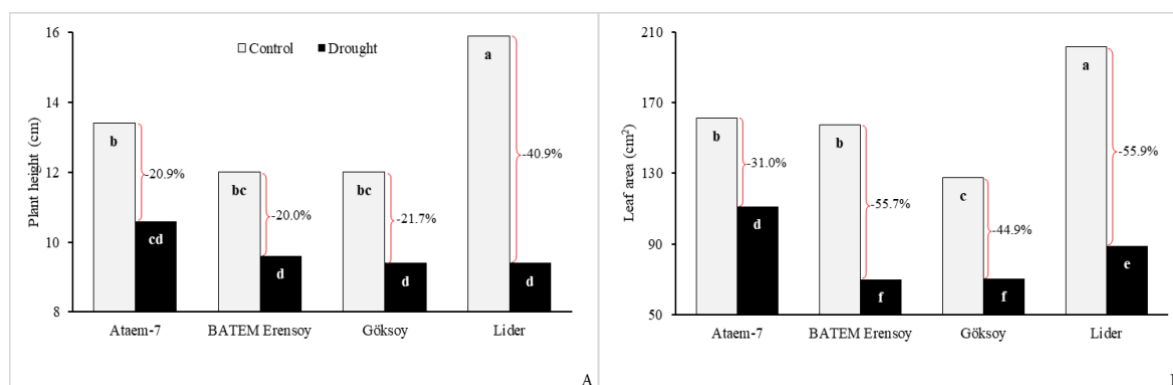 16
14
12
10
8
Plant height (cm)
Control Drought
b
cd
-20.9%
bc
d
-20.0%
bc
d
-21.7%
a
d
-40.9%
Ataem-7 BATEM Erensoy Göksoy Lider
A
210
170
130
90
50
Leaf area (cm²)
b
d
-31.0%
b
f
-55.7%
c
f
-44.9%
a
e
-55.9%
Ataem-7 BATEM Erensoy Göksoy Lider